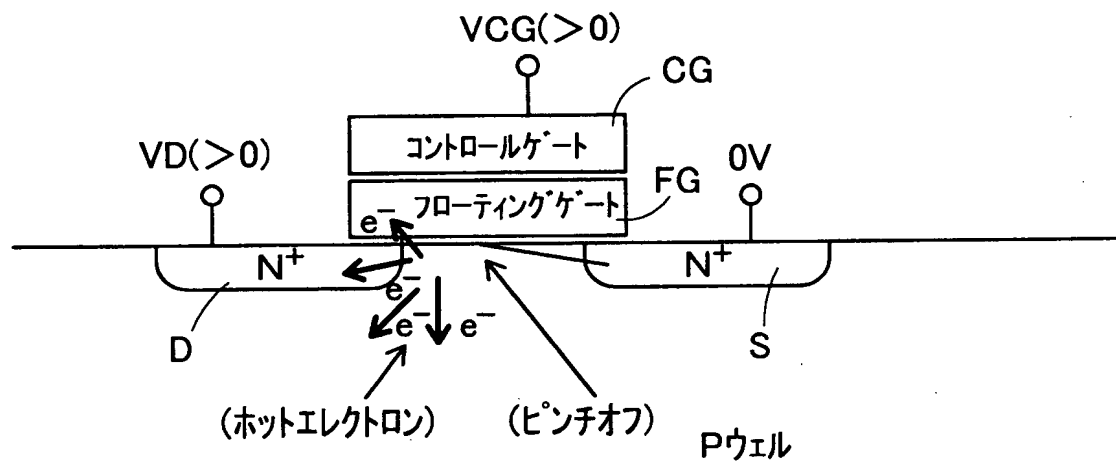 VCG(>0)
CG
コントロールゲート
VD(>0)
0V
FG
フローティングゲート
e⁻
N⁺
N⁺
e⁻
e⁻
e⁻
D
S
(ホットエレクトロン)
(ピンチオフ)
Pウェル